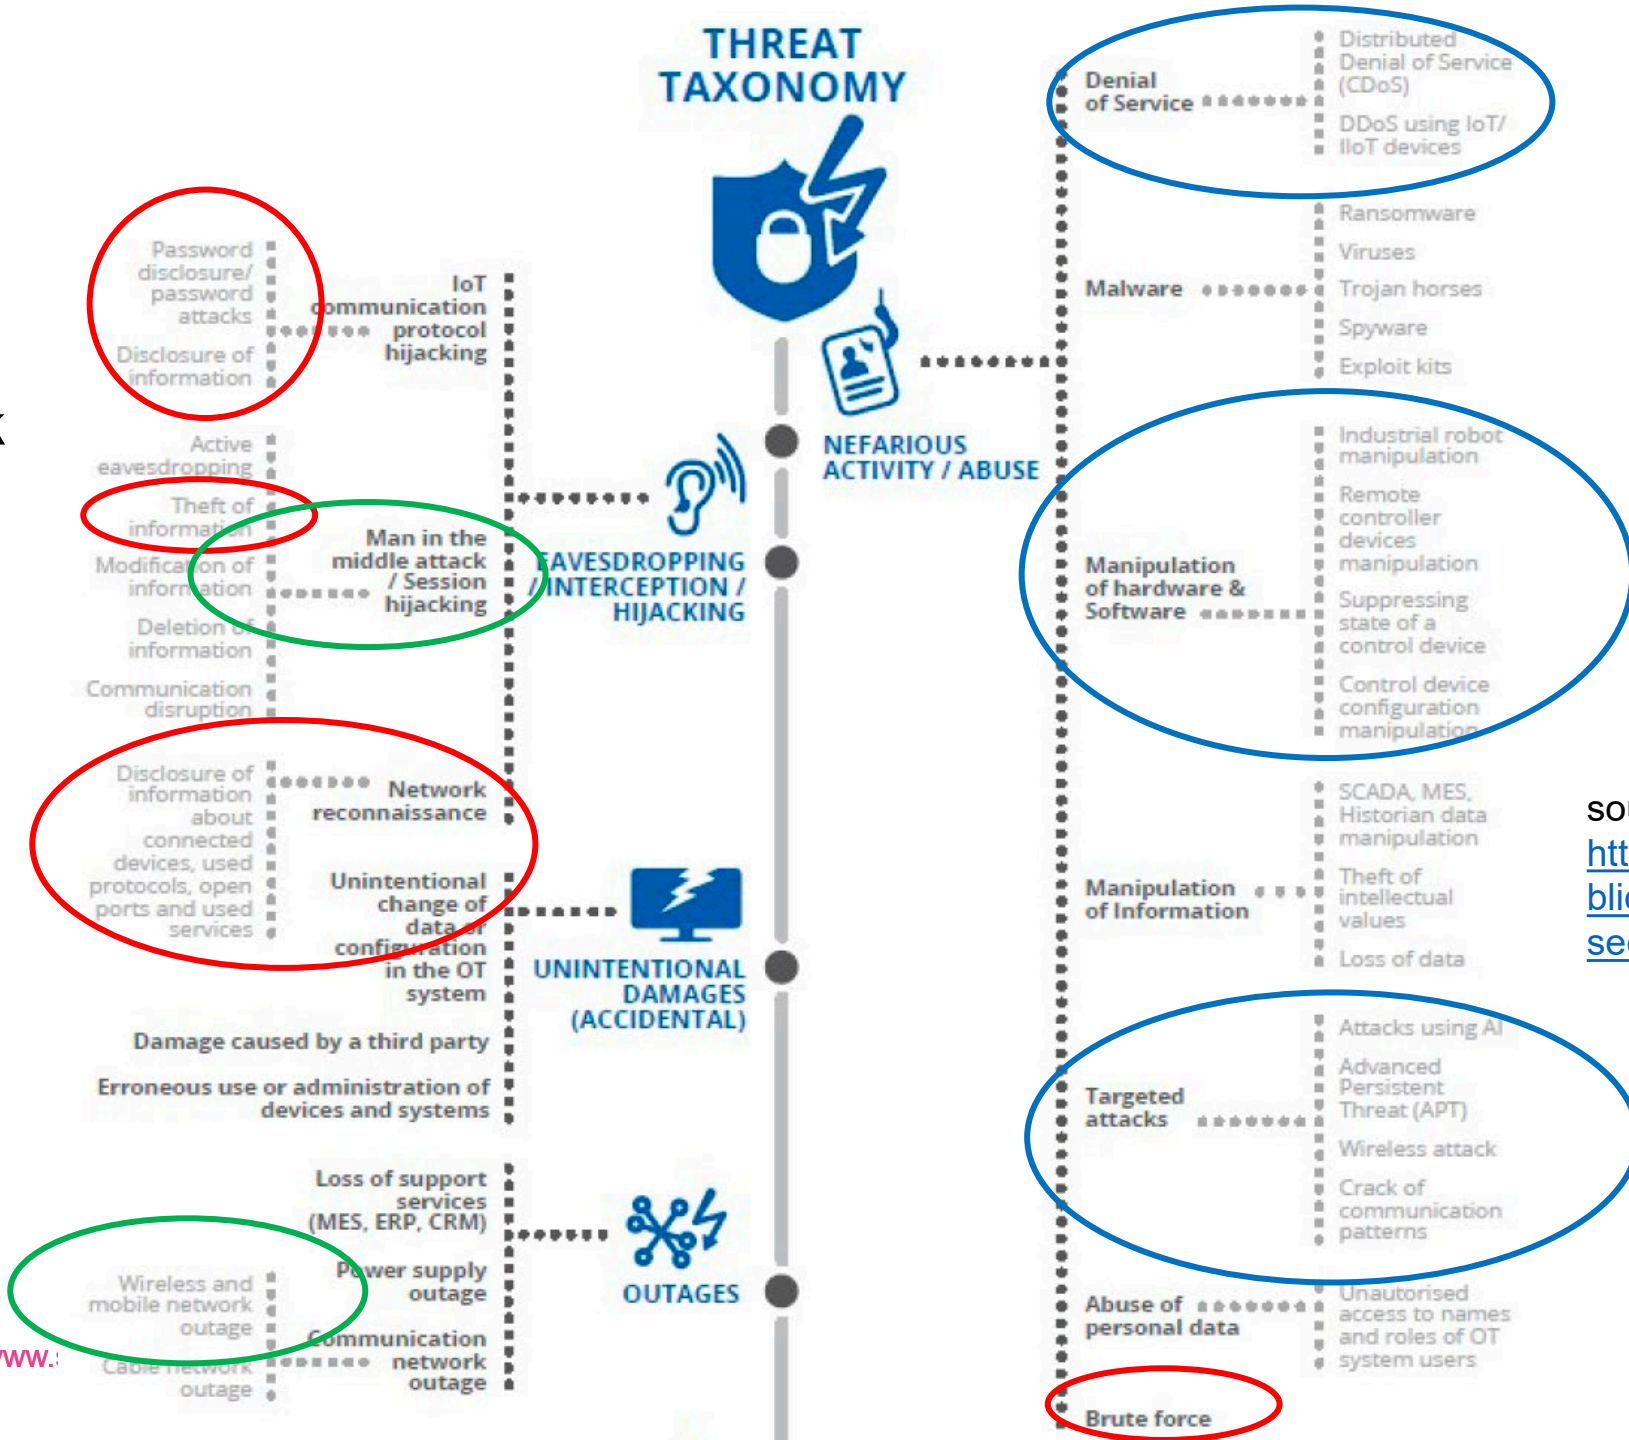 THREAT
TAXONOMY
Denial
of Service
Distributed
Denial of Service
(CDoS)
DDoS using IoT/
IIoT devices
Malware
Ransomware
Viruses
Trojan horses
Spyware
Exploit kits
NEFARIOUS
ACTIVITY / ABUSE
Manipulation
of hardware &
Software
Industrial robot
manipulation
Remote
controller
devices
manipulation
Suppressing
state of a
control device
Control device
configuration
manipulation
Manipulation
of Information
SCADA, MES,
Historian data
manipulation
Theft of
intellectual
values
Loss of data
Targeted
attacks
Attacks using AI
Advanced
Persistent
Threat (APT)
Wireless attack
Crack of
communication
patterns
Abuse of
personal data
Unautorised
access to names
and roles of OT
system users
Brute force
Password
disclosure/
password
attacks
Disclosure of
information
IoT
communication
protocol
hijacking
Active
eavesdropping
Theft of
information
Modification of
information
Deletion of
information
Communication
disruption
Man in the
middle attack
/ Session
hijacking
EAVESDROPPING
/ INTERCEPTION /
HIJACKING
Disclosure of
information
about
connected
devices, used
protocols, open
ports and used
services
Network
reconnaissance
Unintentional
change of
data or
configuration
in the OT
system
UNINTENTIONAL
DAMAGES
(ACCIDENTAL)
Damage caused by a third party
Erroneous use or administration of
devices and systems
Loss of support
services
(MES, ERP, CRM)
Power supply
outage
OUTAGES
Wireless and
mobile network
outage
Cable network
outage
Communication
network
outage
sou
htt
blic
sec
www.s